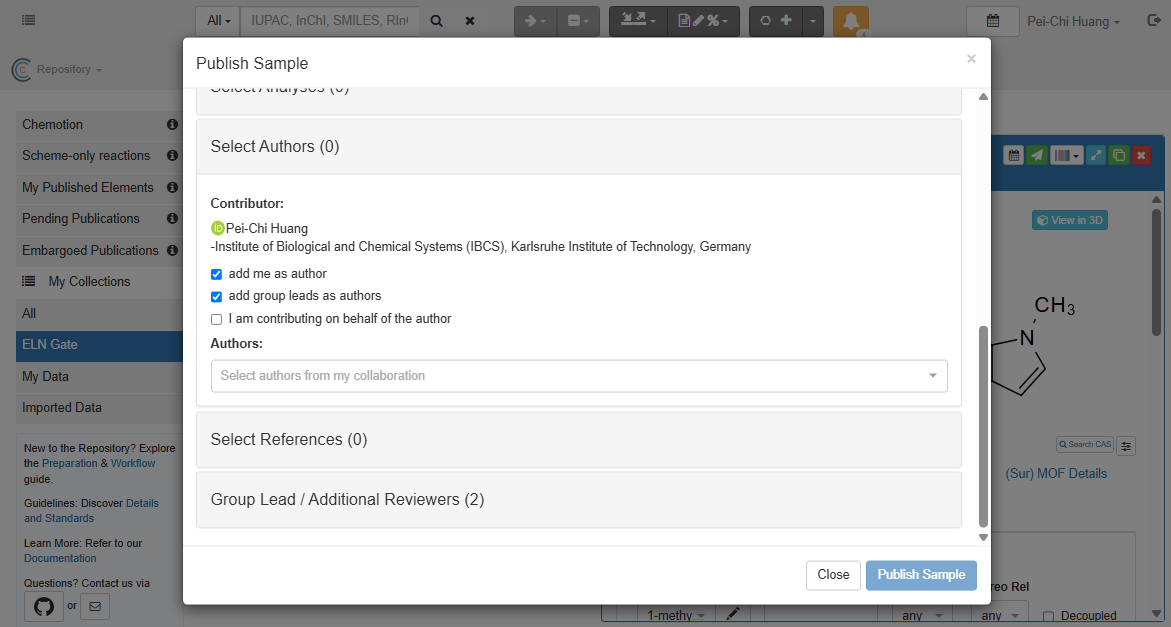 All
IUPAC, InChI, SMILES, RInC
Pei-Chi Huang
Repository
Publish Sample
×
Chemotion
Scheme-only reactions
My Published Elements
Pending Publications
Embargoed Publications
My Collections
All
ELN Gate
My Data
Imported Data
New to the Repository? Explore
the Preparation & Workflow
guide.
Guidelines: Discover Details
and Standards
Learn More: Refer to our
Documentation
Questions? Contact us via
or
Select Analyses (0)
Select Authors (0)
Contributor:
iD Pei-Chi Huang
-Institute of Biological and Chemical Systems (IBCS), Karlsruhe Institute of Technology, Germany
add me as author
add group leads as authors
I am contributing on behalf of the author
Authors:
Select authors from my collaboration
Select References (0)
Group Lead / Additional Reviewers (2)
Close
Publish Sample
View in 3D
CH3
N
Search CAS
(Sur) MOF Details
reo Rel
1-methy
any
any
Decoupled